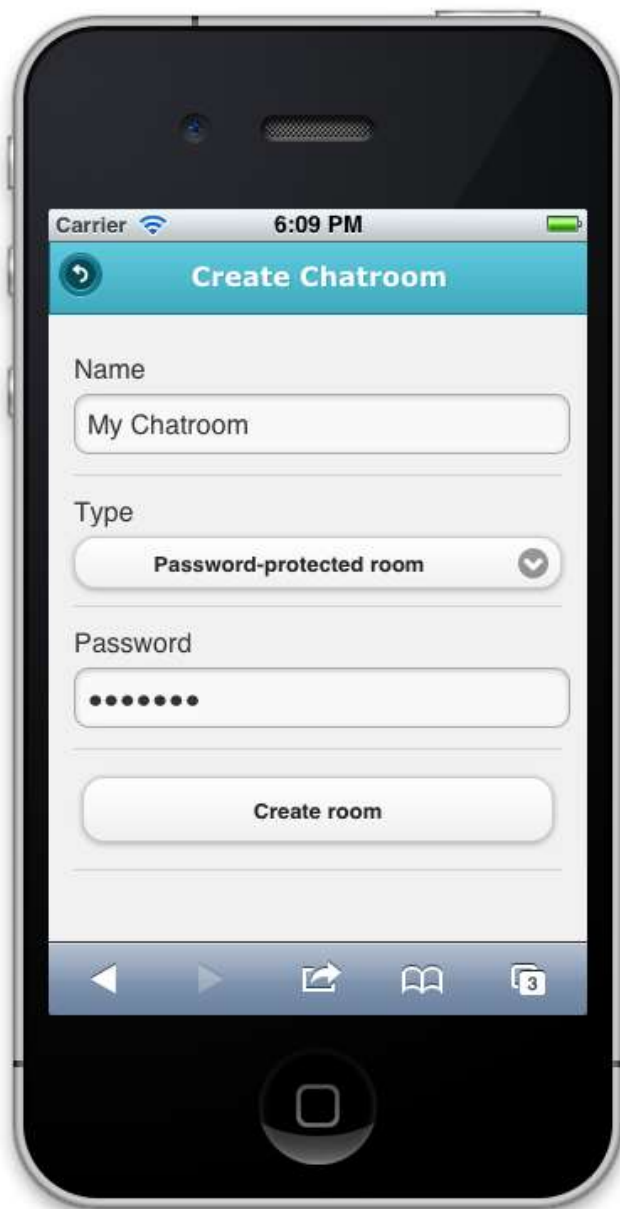 Carrier 6:09 PM
Create Chatroom
Name
My Chatroom
Type
Password-protected room
Password
•••••••
Create room
3